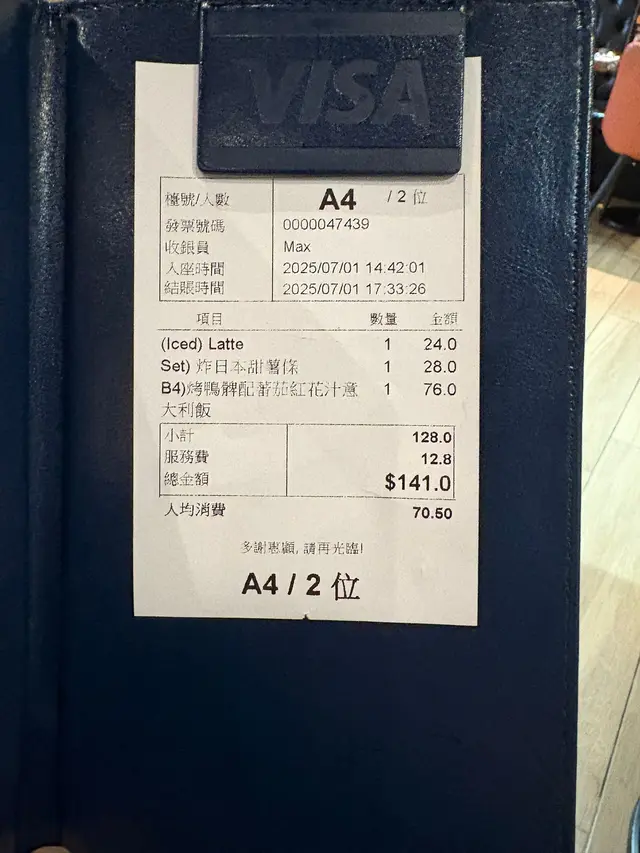 VISA
檯號/人數 A4 / 2 位
發票號碼 0000047439
收銀員 Max
入座時間 2025/07/01 14:42:01
結賬時間 2025/07/01 17:33:26
項目 數量 金額
(Iced) Latte 1 24.0
Set) 炸日本甜薯條 1 28.0
B4)烤鴨髀配蕃茄紅花汁意 1 76.0
大利飯
小計 128.0
服務費 12.8
總金額 $141.0
人均消費 70.50
多謝惠顧, 請再光臨!
A4 / 2 位